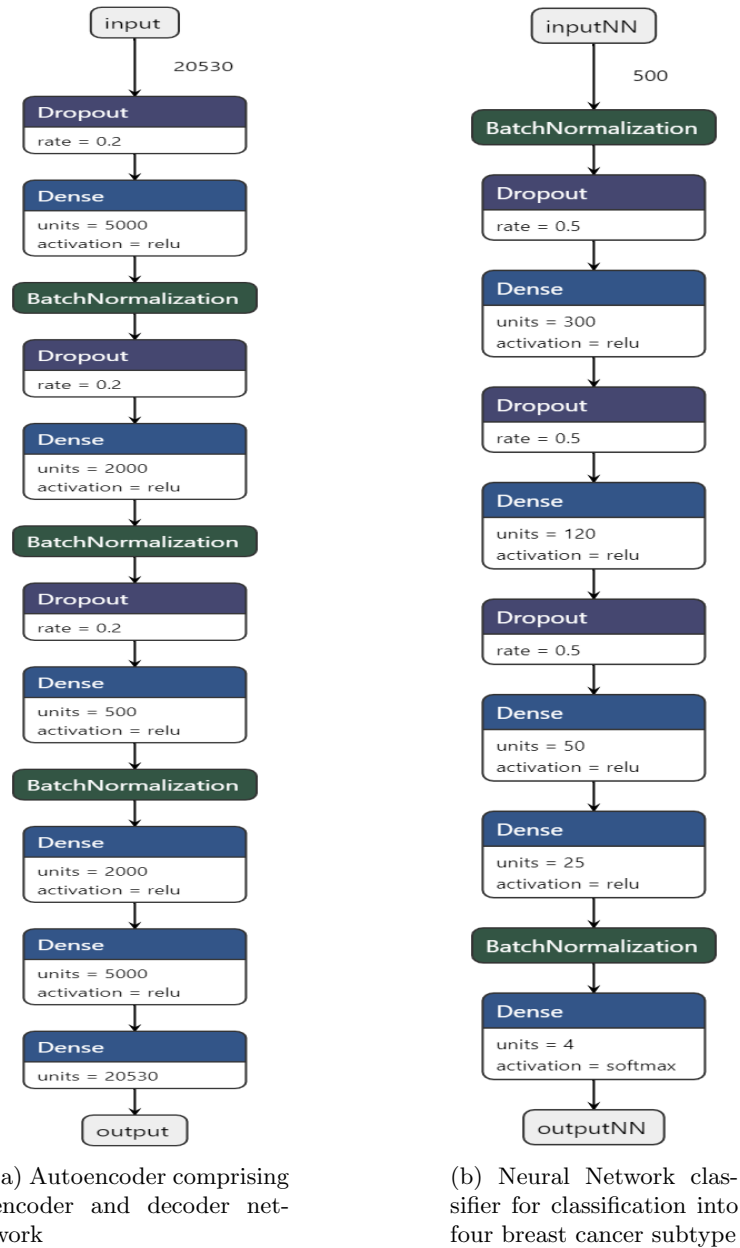 input
20530
Dropout
rate = 0.2
Dense
units = 5000
activation = relu
BatchNormalization
Dropout
rate = 0.2
Dense
units = 2000
activation = relu
BatchNormalization
Dropout
rate = 0.2
Dense
units = 500
activation = relu
BatchNormalization
Dense
units = 2000
activation = relu
Dense
units = 5000
activation = relu
Dense
units = 20530
output
a) Autoencoder comprising
encoder and decoder net-
work
inputNN
500
BatchNormalization
Dropout
rate = 0.5
Dense
units = 300
activation = relu
Dropout
rate = 0.5
Dense
units = 120
activation = relu
Dropout
rate = 0.5
Dense
units = 50
activation = relu
Dense
units = 25
activation = relu
BatchNormalization
Dense
units = 4
activation = softmax
outputNN
(b) Neural Network clas-
sifier for classification into
four breast cancer subtype